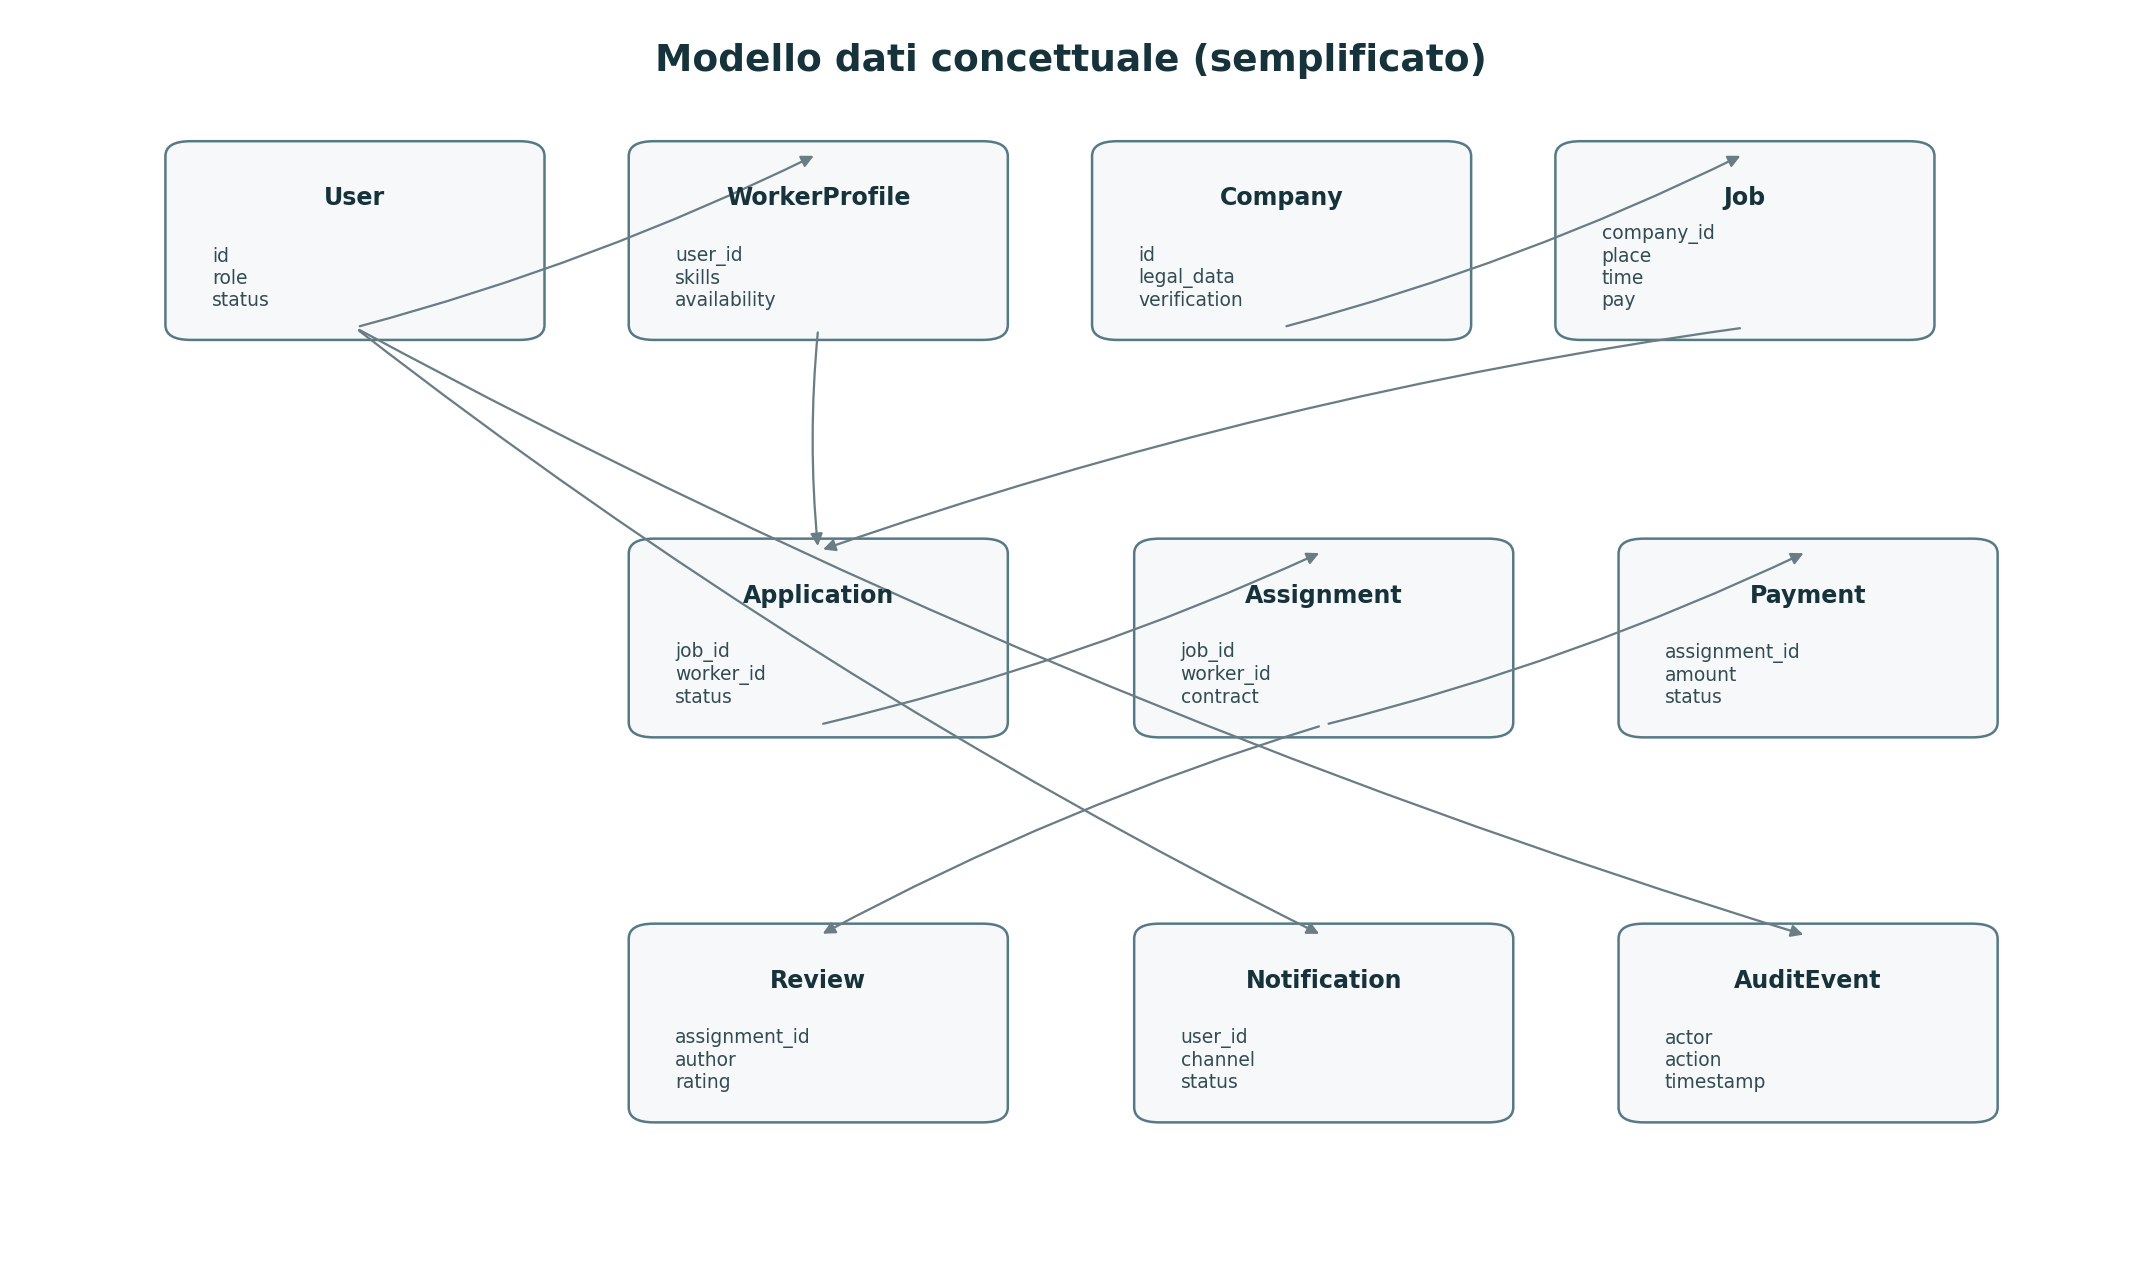 Modello dati concettuale (semplificato)
User
id
role
status
WorkerProfile
user_id
skills
availability
Company
id
legal_data
verification
Job
company_id
place
time
pay
Application
job_id
worker_id
status
Assignment
job_id
worker_id
contract
Payment
assignment_id
amount
status
Review
assignment_id
author
rating
Notification
user_id
channel
status
AuditEvent
actor
action
timestamp